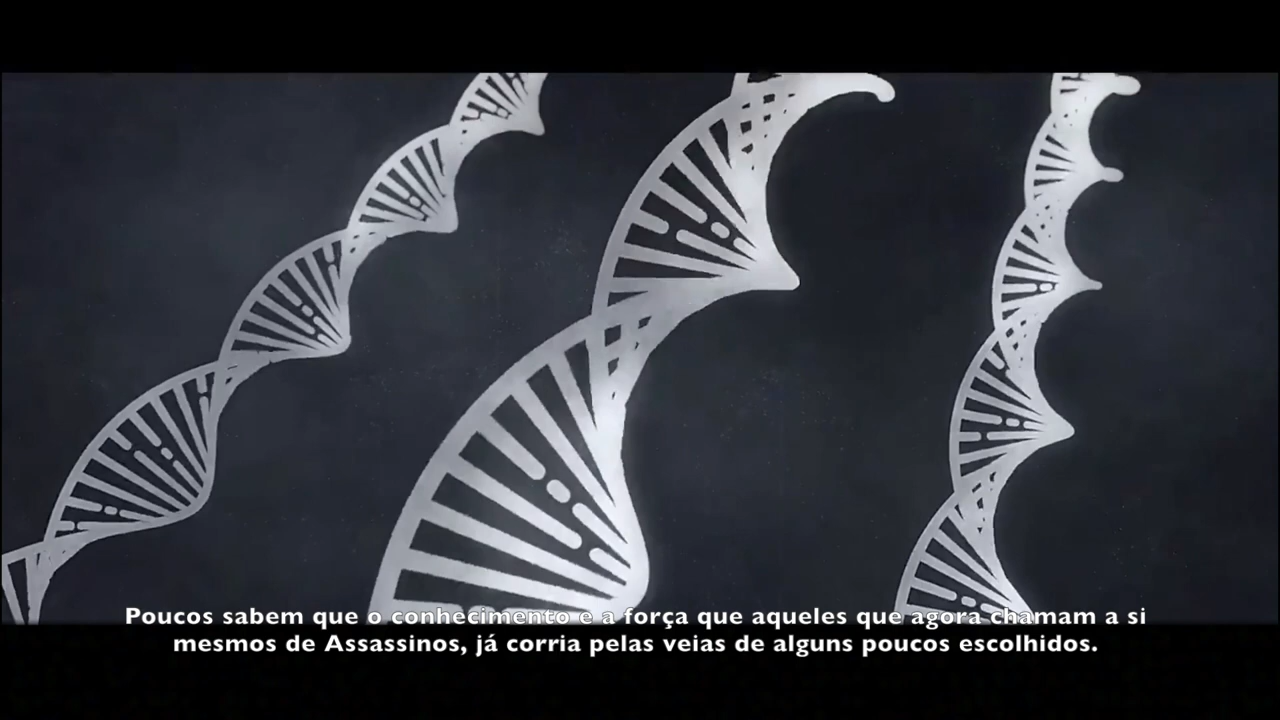 Poucos sabem que o conhecimento e a força que aqueles que agora chamam a si
mesmos de Assassinos, já corria pelas veias de alguns poucos escolhidos.